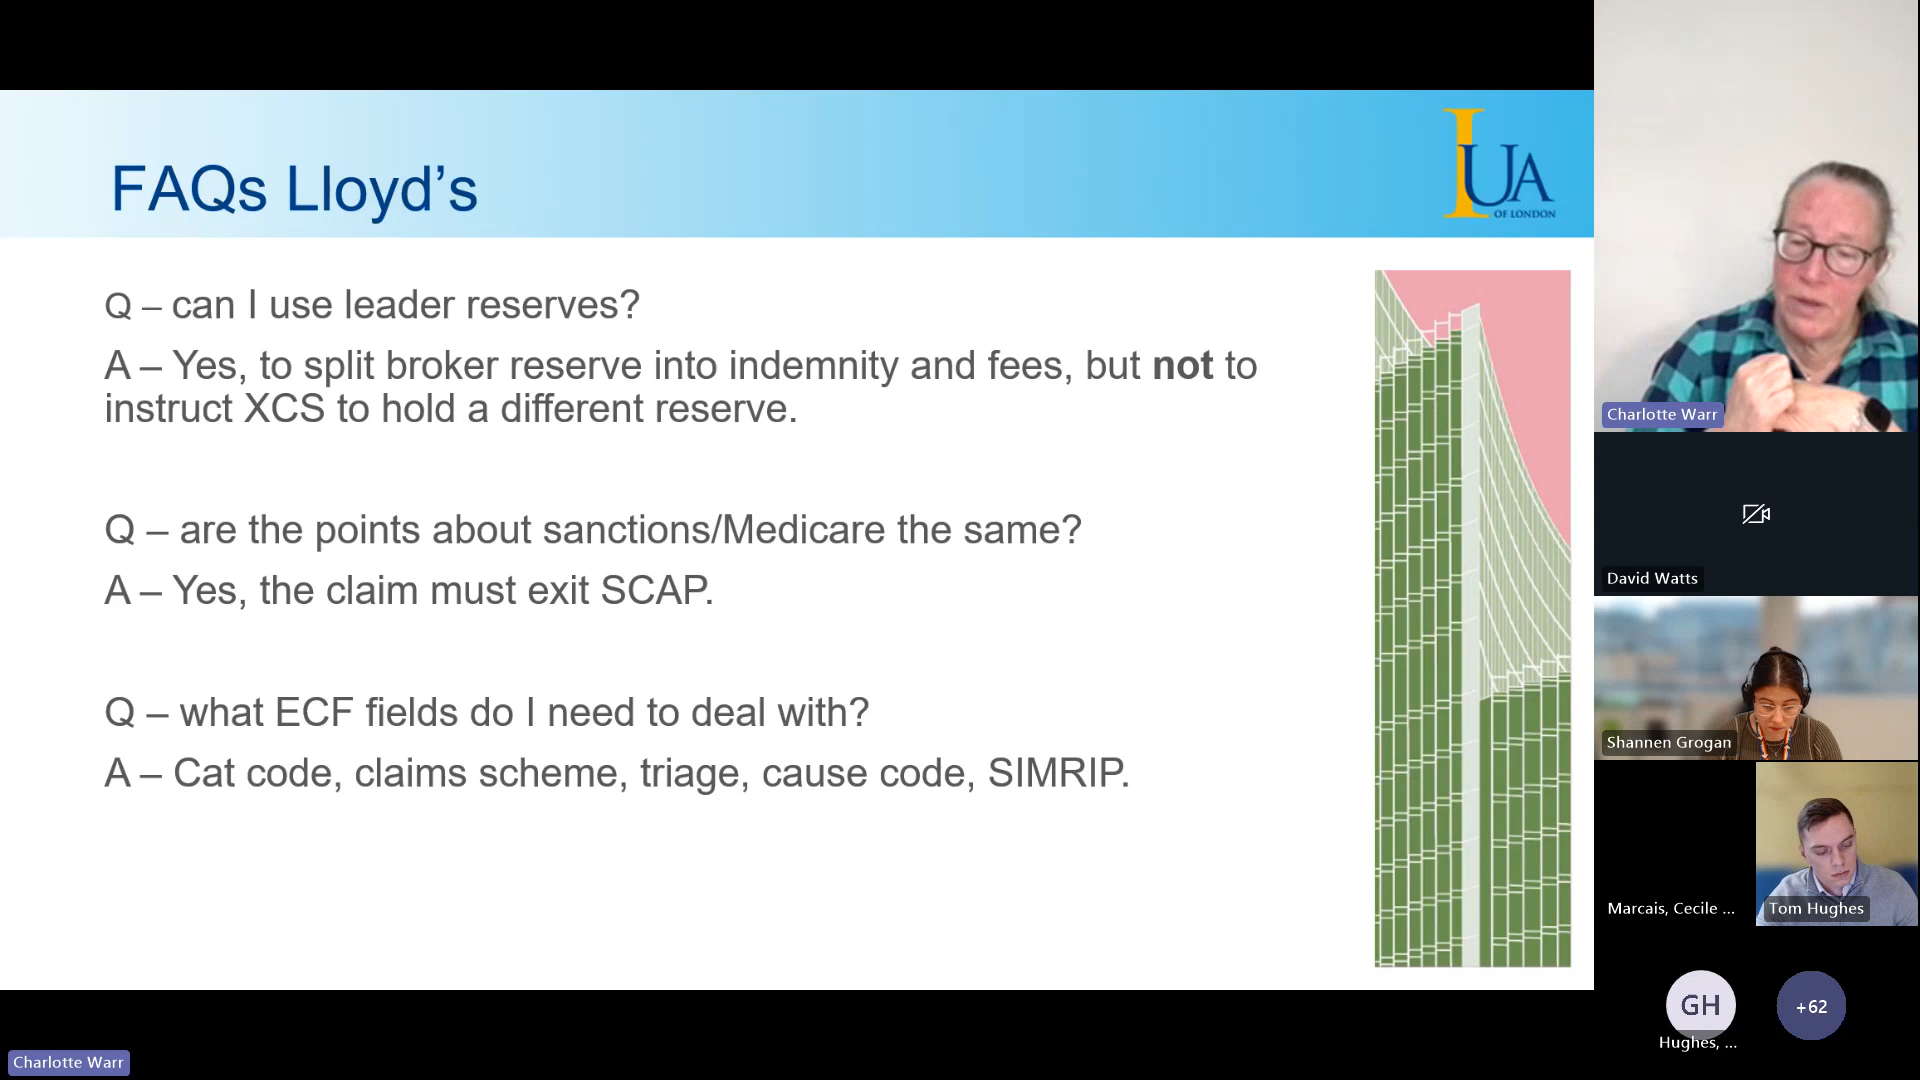 FAQs Lloyd’s
IUA
OF LONDON
Q – can I use leader reserves?
A – Yes, to split broker reserve into indemnity and fees, but not to
instruct XCS to hold a different reserve.
Q – are the points about sanctions/Medicare the same?
A – Yes, the claim must exit SCAP.
Q – what ECF fields do I need to deal with?
A – Cat code, claims scheme, triage, cause code, SIMRIP.
Charlotte Warr
David Watts
Shannen Grogan
Marcais, Cecile ...
Tom Hughes
GH
+62
Hughes, ...
Charlotte Warr